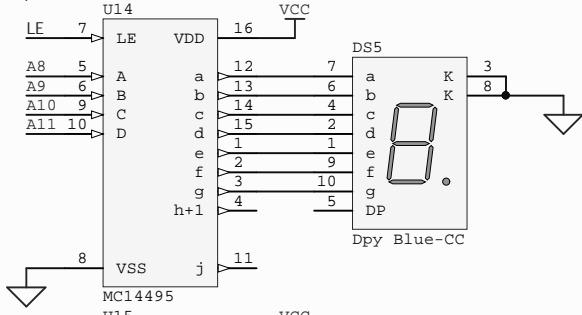 U14
VCC
LE 7 LE VDD 16
DS5
A8 5 A a 12 7 a K 3
A9 6 B b 13 6 b K 8
A10 9 C c 14 4 c
A11 10 D d 15 2 d
e 1 1 e
f 2 9 f
g 3 10 g
h+1 4 5 DP
Dpy Blue-CC
8 VSS j 11
MC14495
U15
VCC